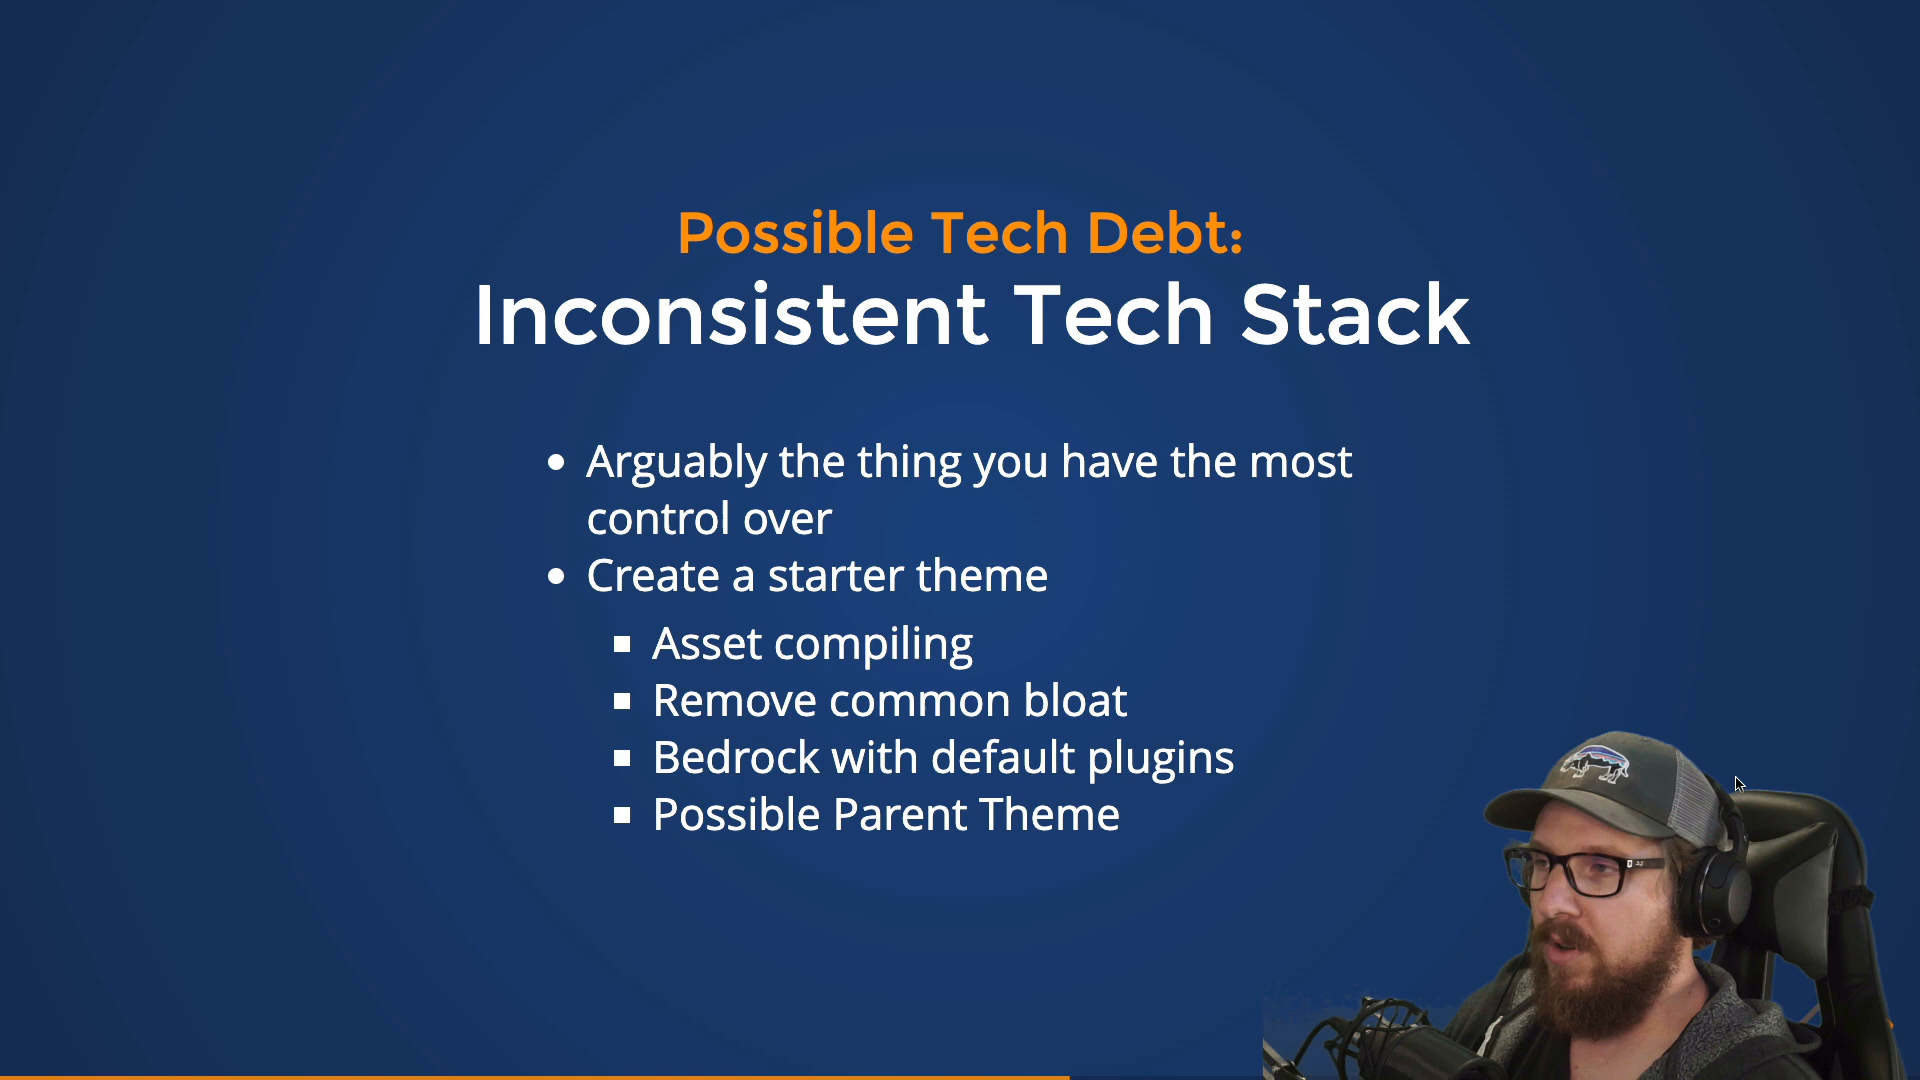 Possible Tech Debt:
Inconsistent Tech Stack
Arguably the thing you have the most
control over
Create a starter theme
Asset compiling
Remove common bloat
Bedrock with default plugins
Possible Parent Theme